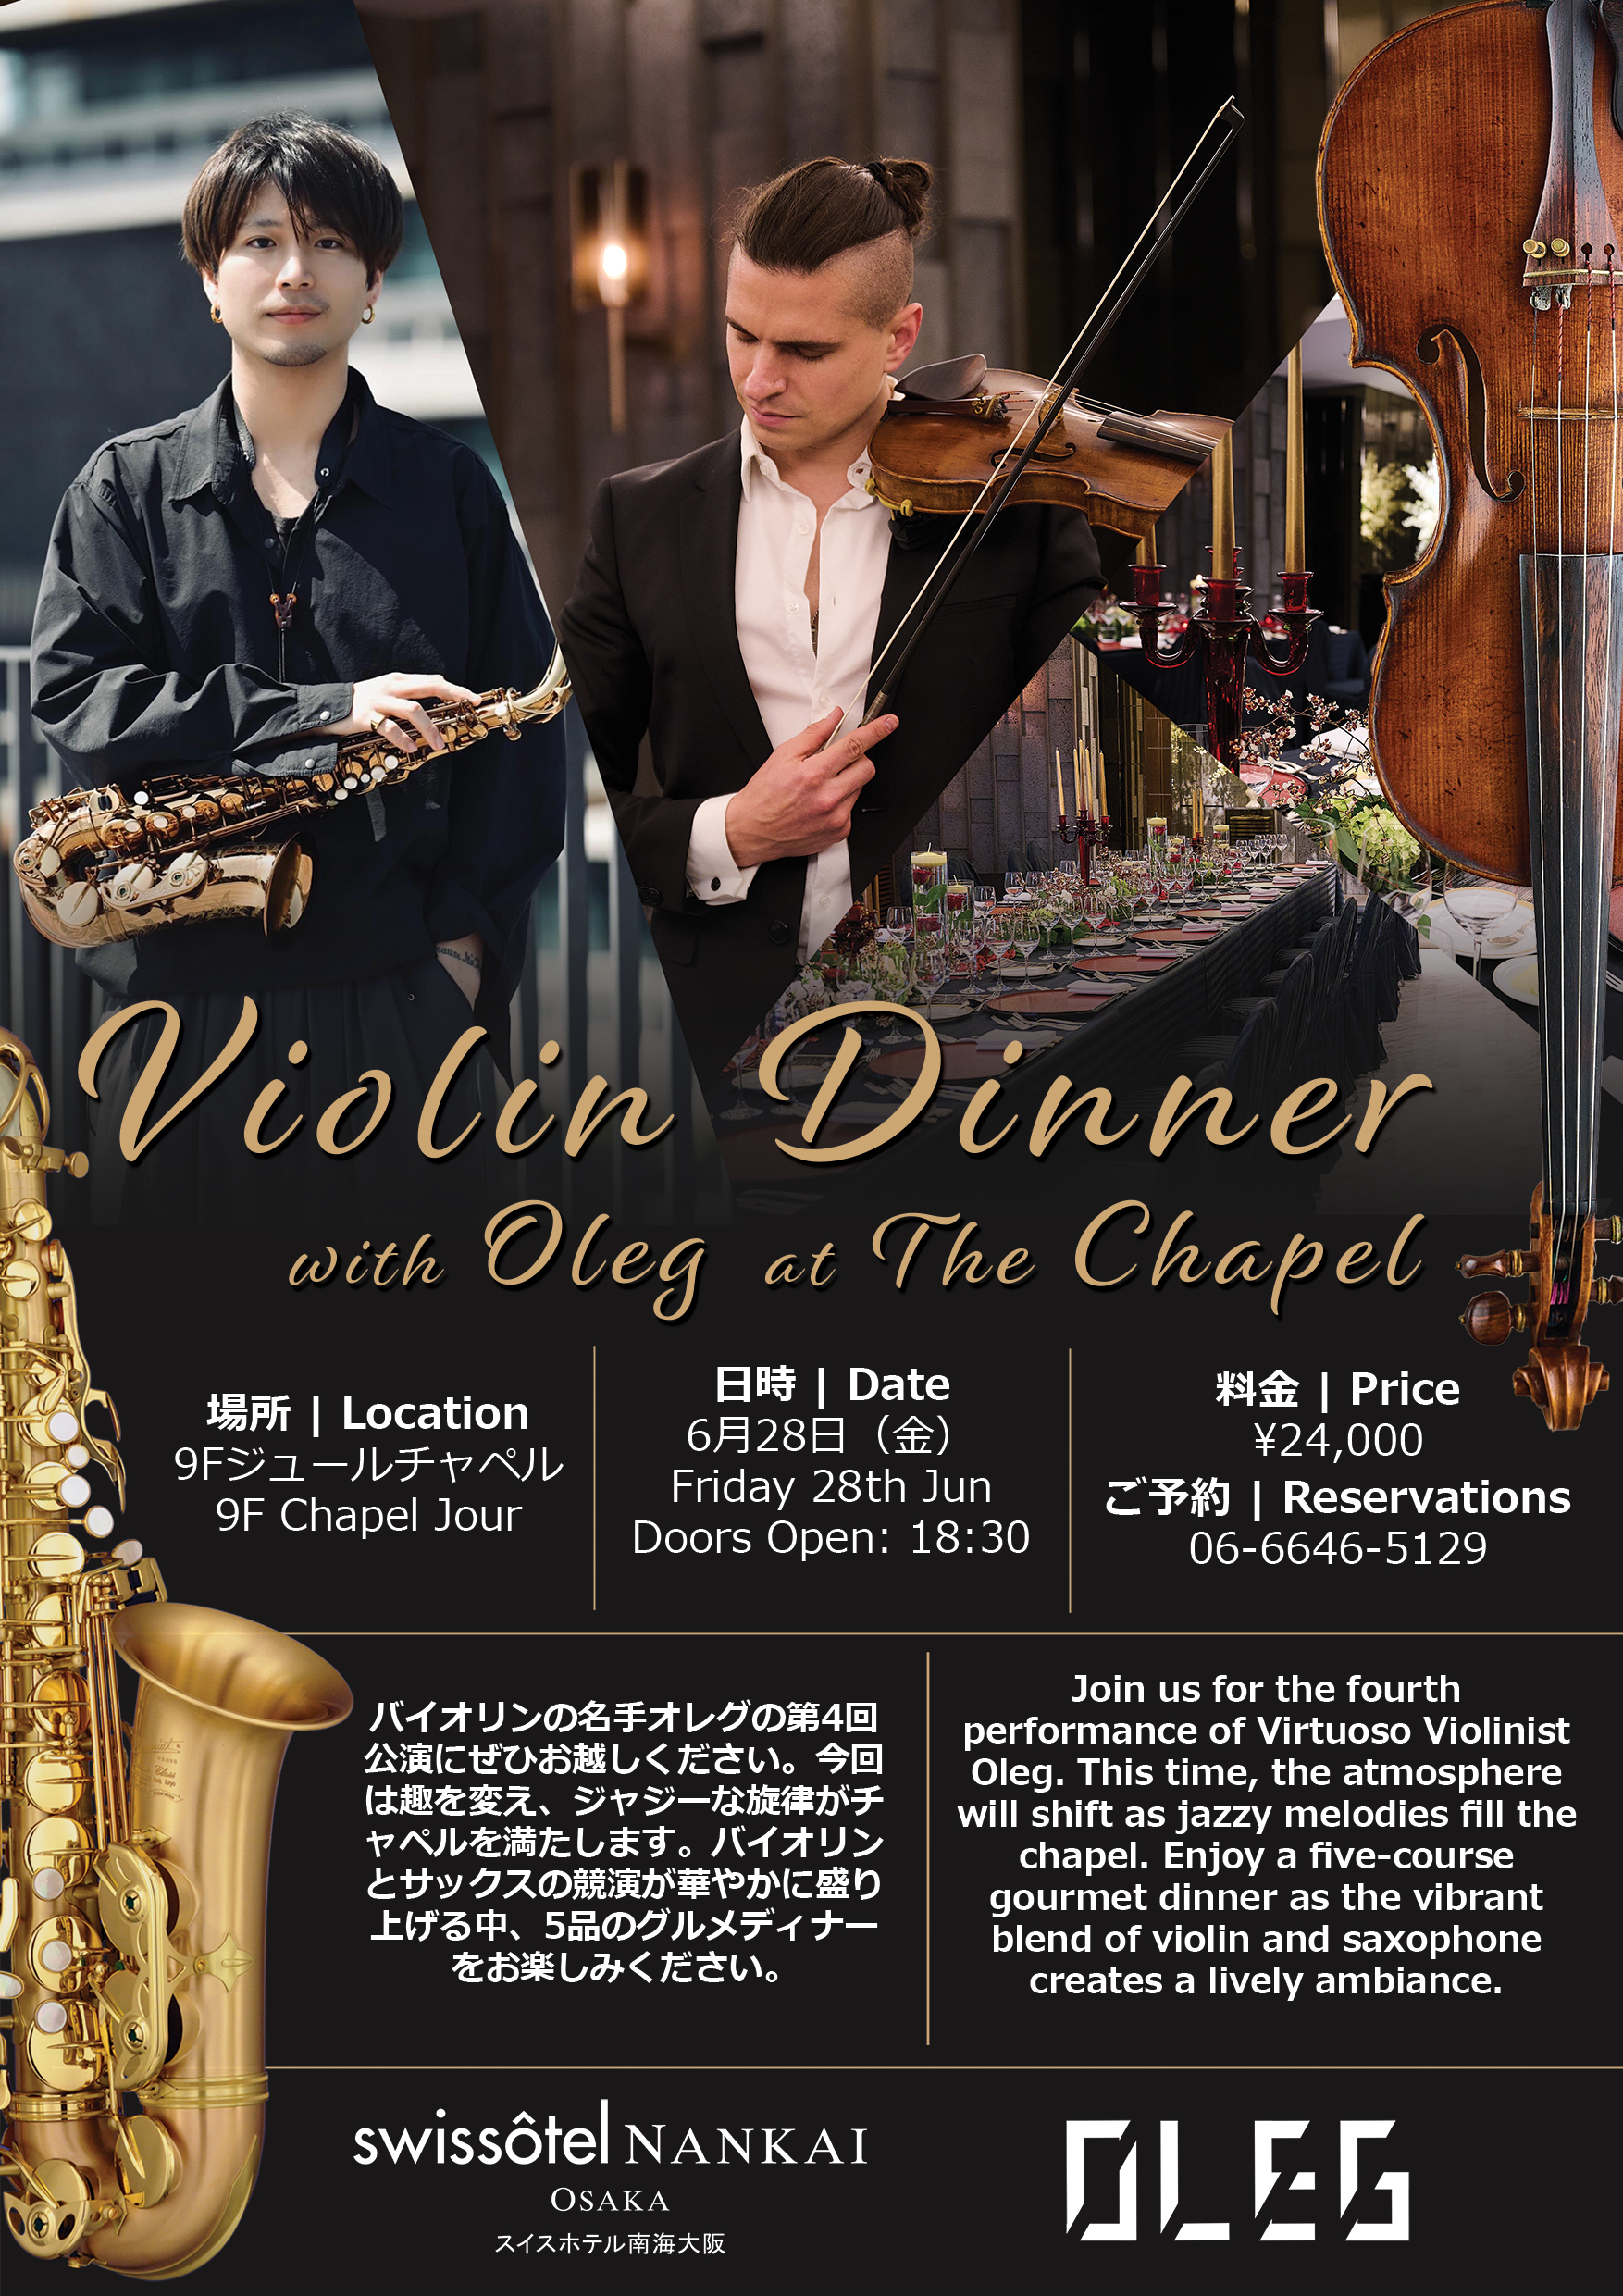 Violin Dinner
with Oleg at The Chapel
場所 | Location
9Fジュールチャペル
9F Chapel Jour
日時 | Date
6月28日（金）
Friday 28th Jun
Doors Open: 18:30
料金 | Price
¥24,000
ご予約 | Reservations
06-6646-5129
バイオリンの名手オレグの第4回
公演にぜひお越しください。今回
は趣を変え、ジャジーな旋律がチ
ャペルを満たします。バイオリン
とサックスの競演が華やかに盛り
上げる中、5品のグルメディナー
をお楽しみください。
Join us for the fourth
performance of Virtuoso Violinist
Oleg. This time, the atmosphere
will shift as jazzy melodies fill the
chapel. Enjoy a five-course
gourmet dinner as the vibrant
blend of violin and saxophone
creates a lively ambiance.
swissôtel NANKAI
OSAKA
スイスホテル南海大阪
OLEG